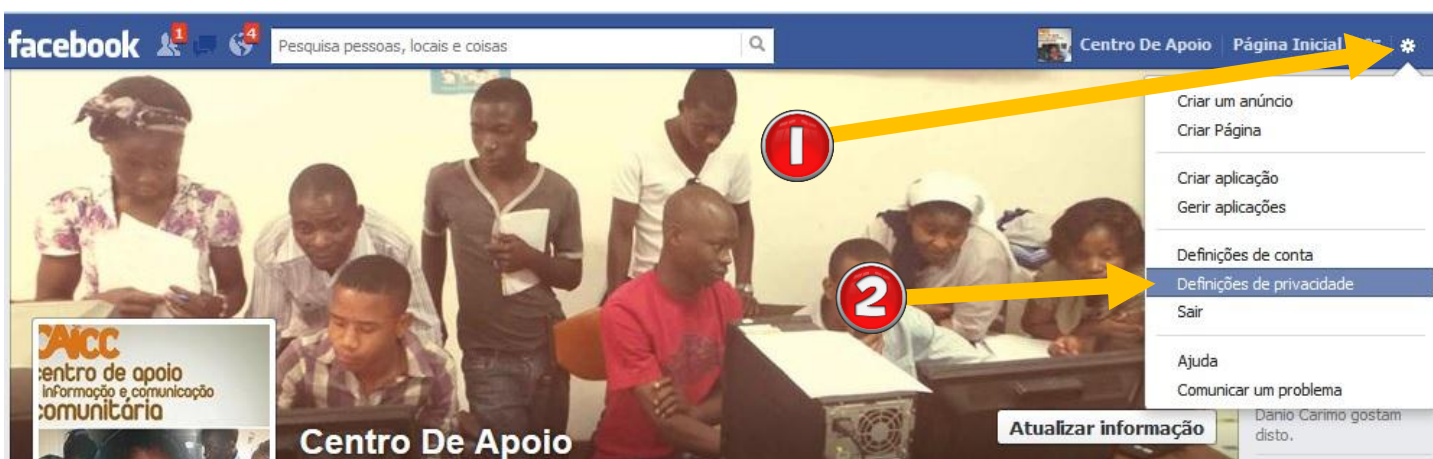 facebook
1
4
Pesquisa pessoas, locais e coisas
Centro De Apoio
Página Inicial
1
Criar um anúncio
Criar Página
Criar aplicação
Gerir aplicações
Definições de conta
2
Definições de privacidade
Sair
Ajuda
Comunicar um problema
CAICC
centro de apoio
informação e comunicação
comunitária
Centro De Apoio
Atualizar informação
Danio Carimo gostam
disto.